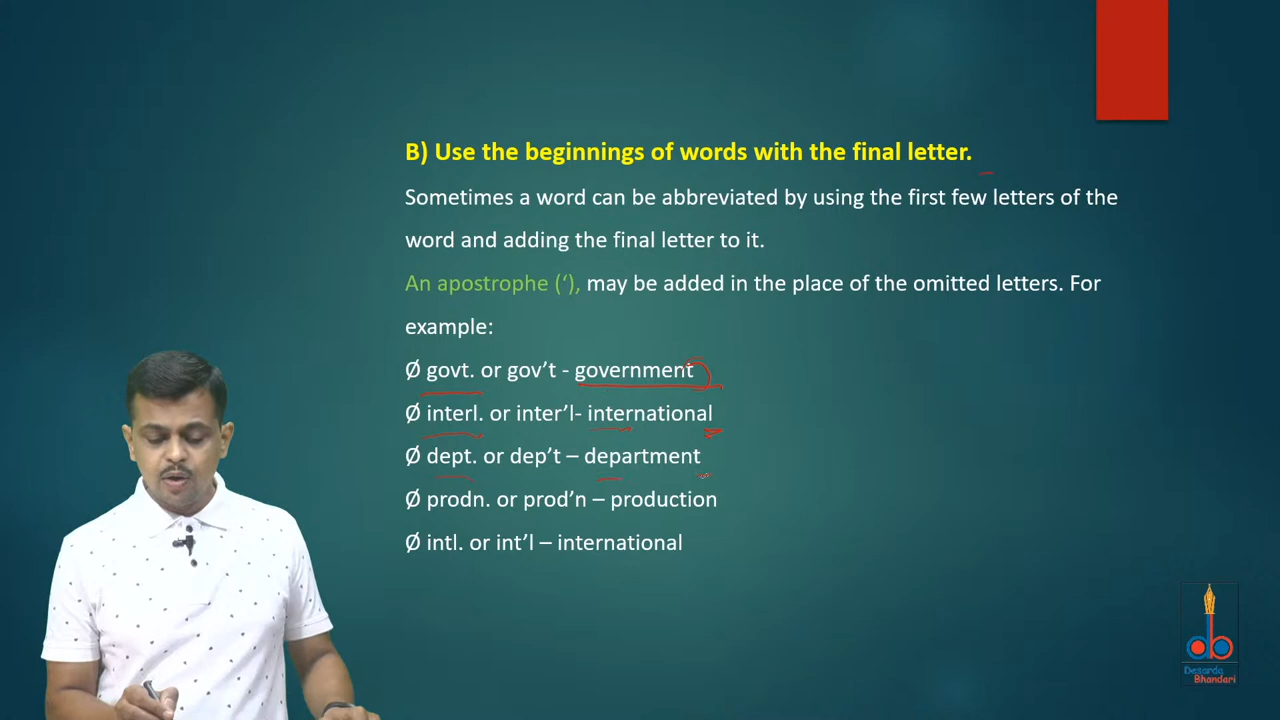 B) Use the beginnings of words with the final letter.
Sometimes a word can be abbreviated by using the first few letters of the
word and adding the final letter to it.
An apostrophe (‘), may be added in the place of the omitted letters. For
example:
Ø govt. or gov’t - government
Ø interl. or inter’l- international
Ø dept. or dep’t – department
Ø prodn. or prod’n – production
Ø intl. or int’l – international
db
Desarda
Bhandari